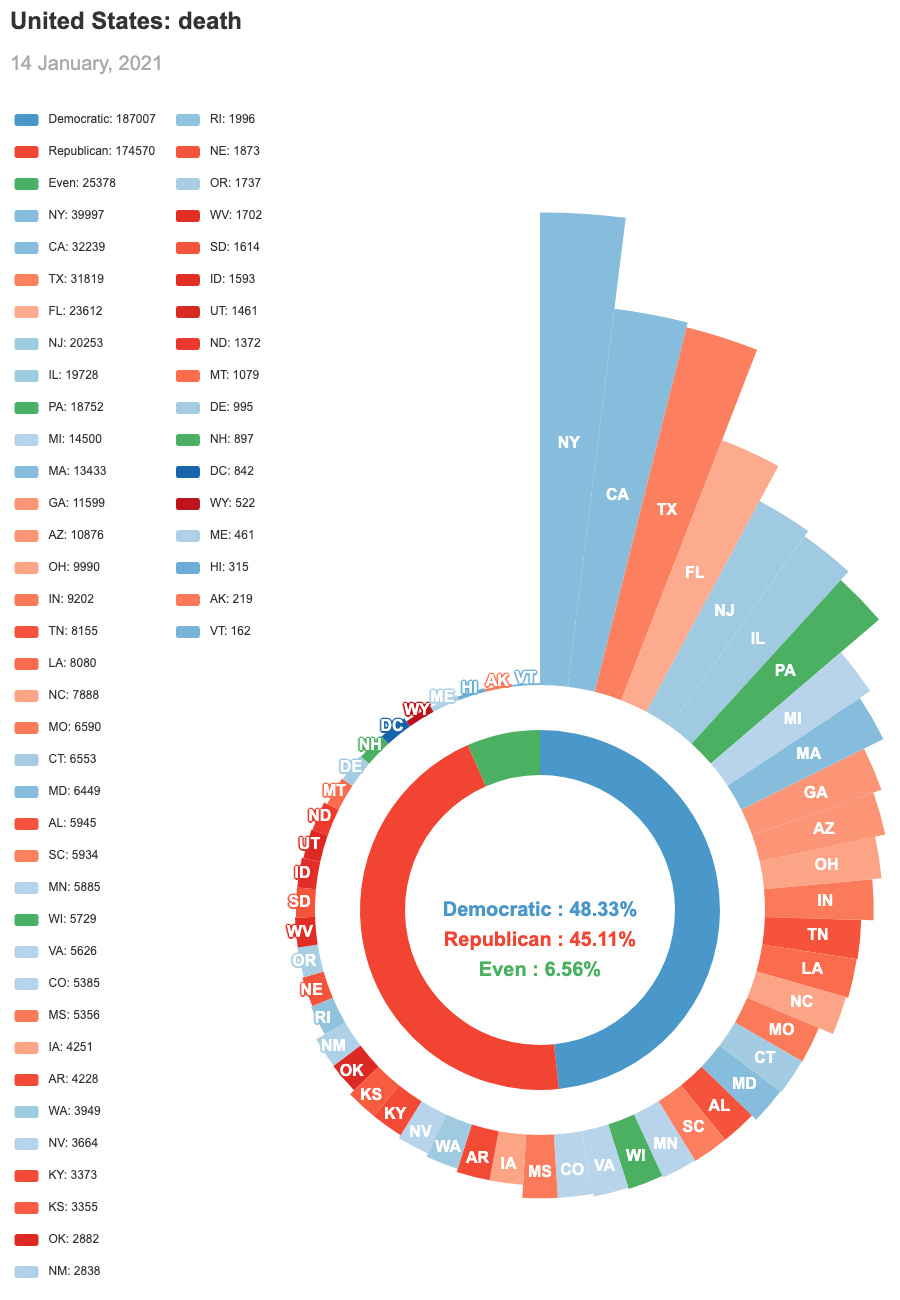 United States: death
14 January, 2021
Democratic: 187007
Republican: 174570
Even: 25378
NY: 39997
CA: 32239
TX: 31819
FL: 23612
NJ: 20253
IL: 19728
PA: 18752
MI: 14500
MA: 13433
GA: 11599
AZ: 10876
OH: 9990
IN: 9202
TN: 8155
LA: 8080
NC: 7888
MO: 6590
CT: 6553
MD: 6449
AL: 5945
SC: 5934
MN: 5885
WI: 5729
VA: 5626
CO: 5385
MS: 5356
IA: 4251
AR: 4228
WA: 3949
NV: 3664
KY: 3373
KS: 3355
OK: 2882
NM: 2838
RI: 1996
NE: 1873
OR: 1737
WV: 1702
SD: 1614
ID: 1593
UT: 1461
ND: 1372
MT: 1079
DE: 995
NH: 897
DC: 842
WY: 522
ME: 461
HI: 315
AK: 219
VT: 162
NY
CA
TX
FL
NJ
IL
PA
MI
MA
GA
AZ
OH
IN
TN
LA
NC
MO
CT
MD
AL
SC
MN
WI
VA
CO
MS
IA
AR
WA
NV
KY
KS
OK
NM
RI
NE
OR
WV
SD
ID
UT
ND
MT
DE
NH
DC
WY
ME
HI
AK
VT
Democratic : 48.33%
Republican : 45.11%
Even : 6.56%